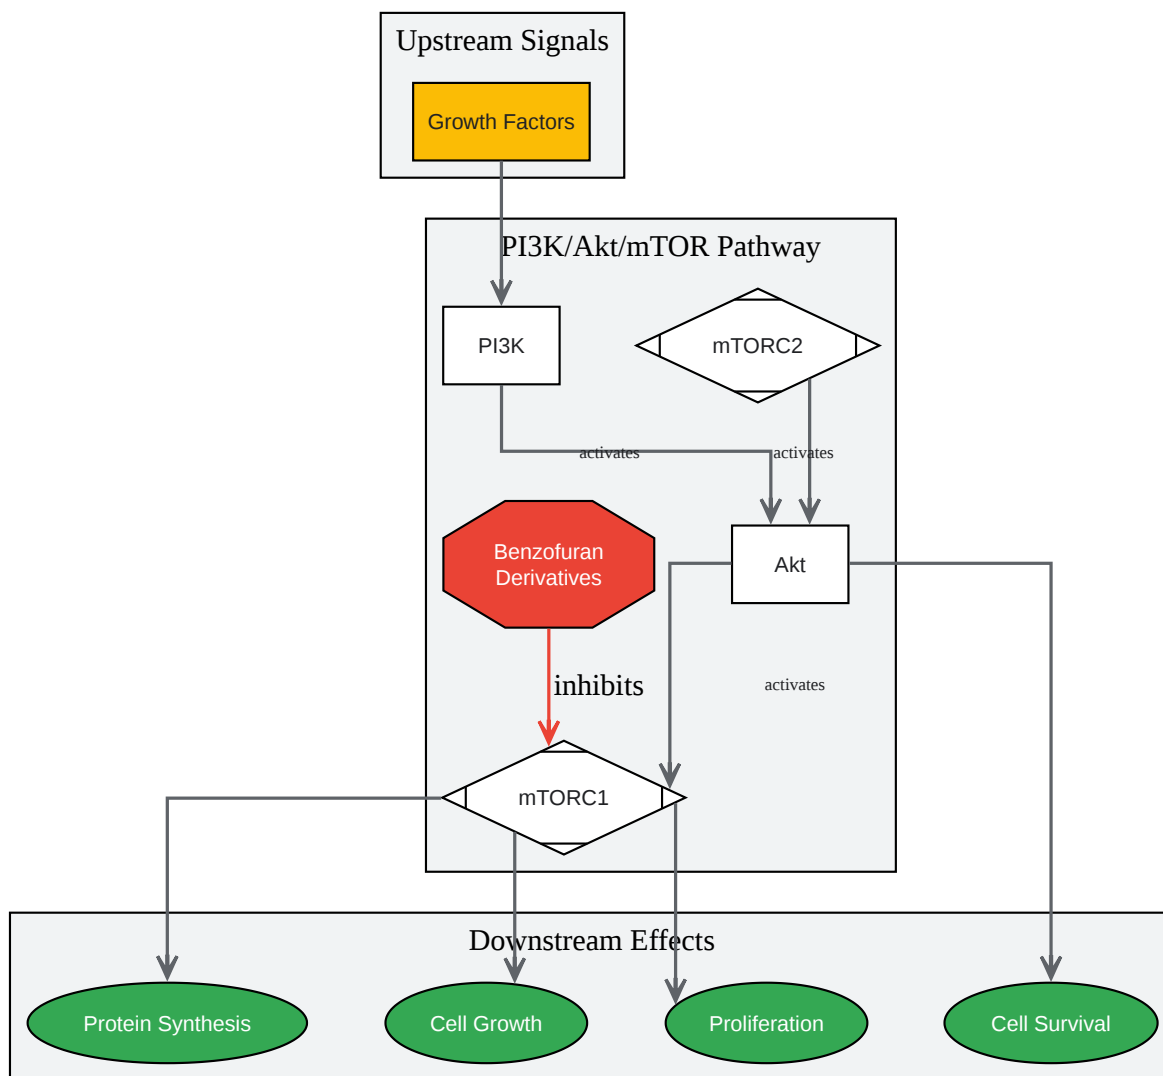 Upstream Signals
Growth Factors
PI3K/Akt/mTOR Pathway
PI3K
mTORC2
activates
activates
Benzofuran
Derivatives
Akt
inhibits
activates
mTORC1
Downstream Effects
Protein Synthesis
Cell Growth
Proliferation
Cell Survival